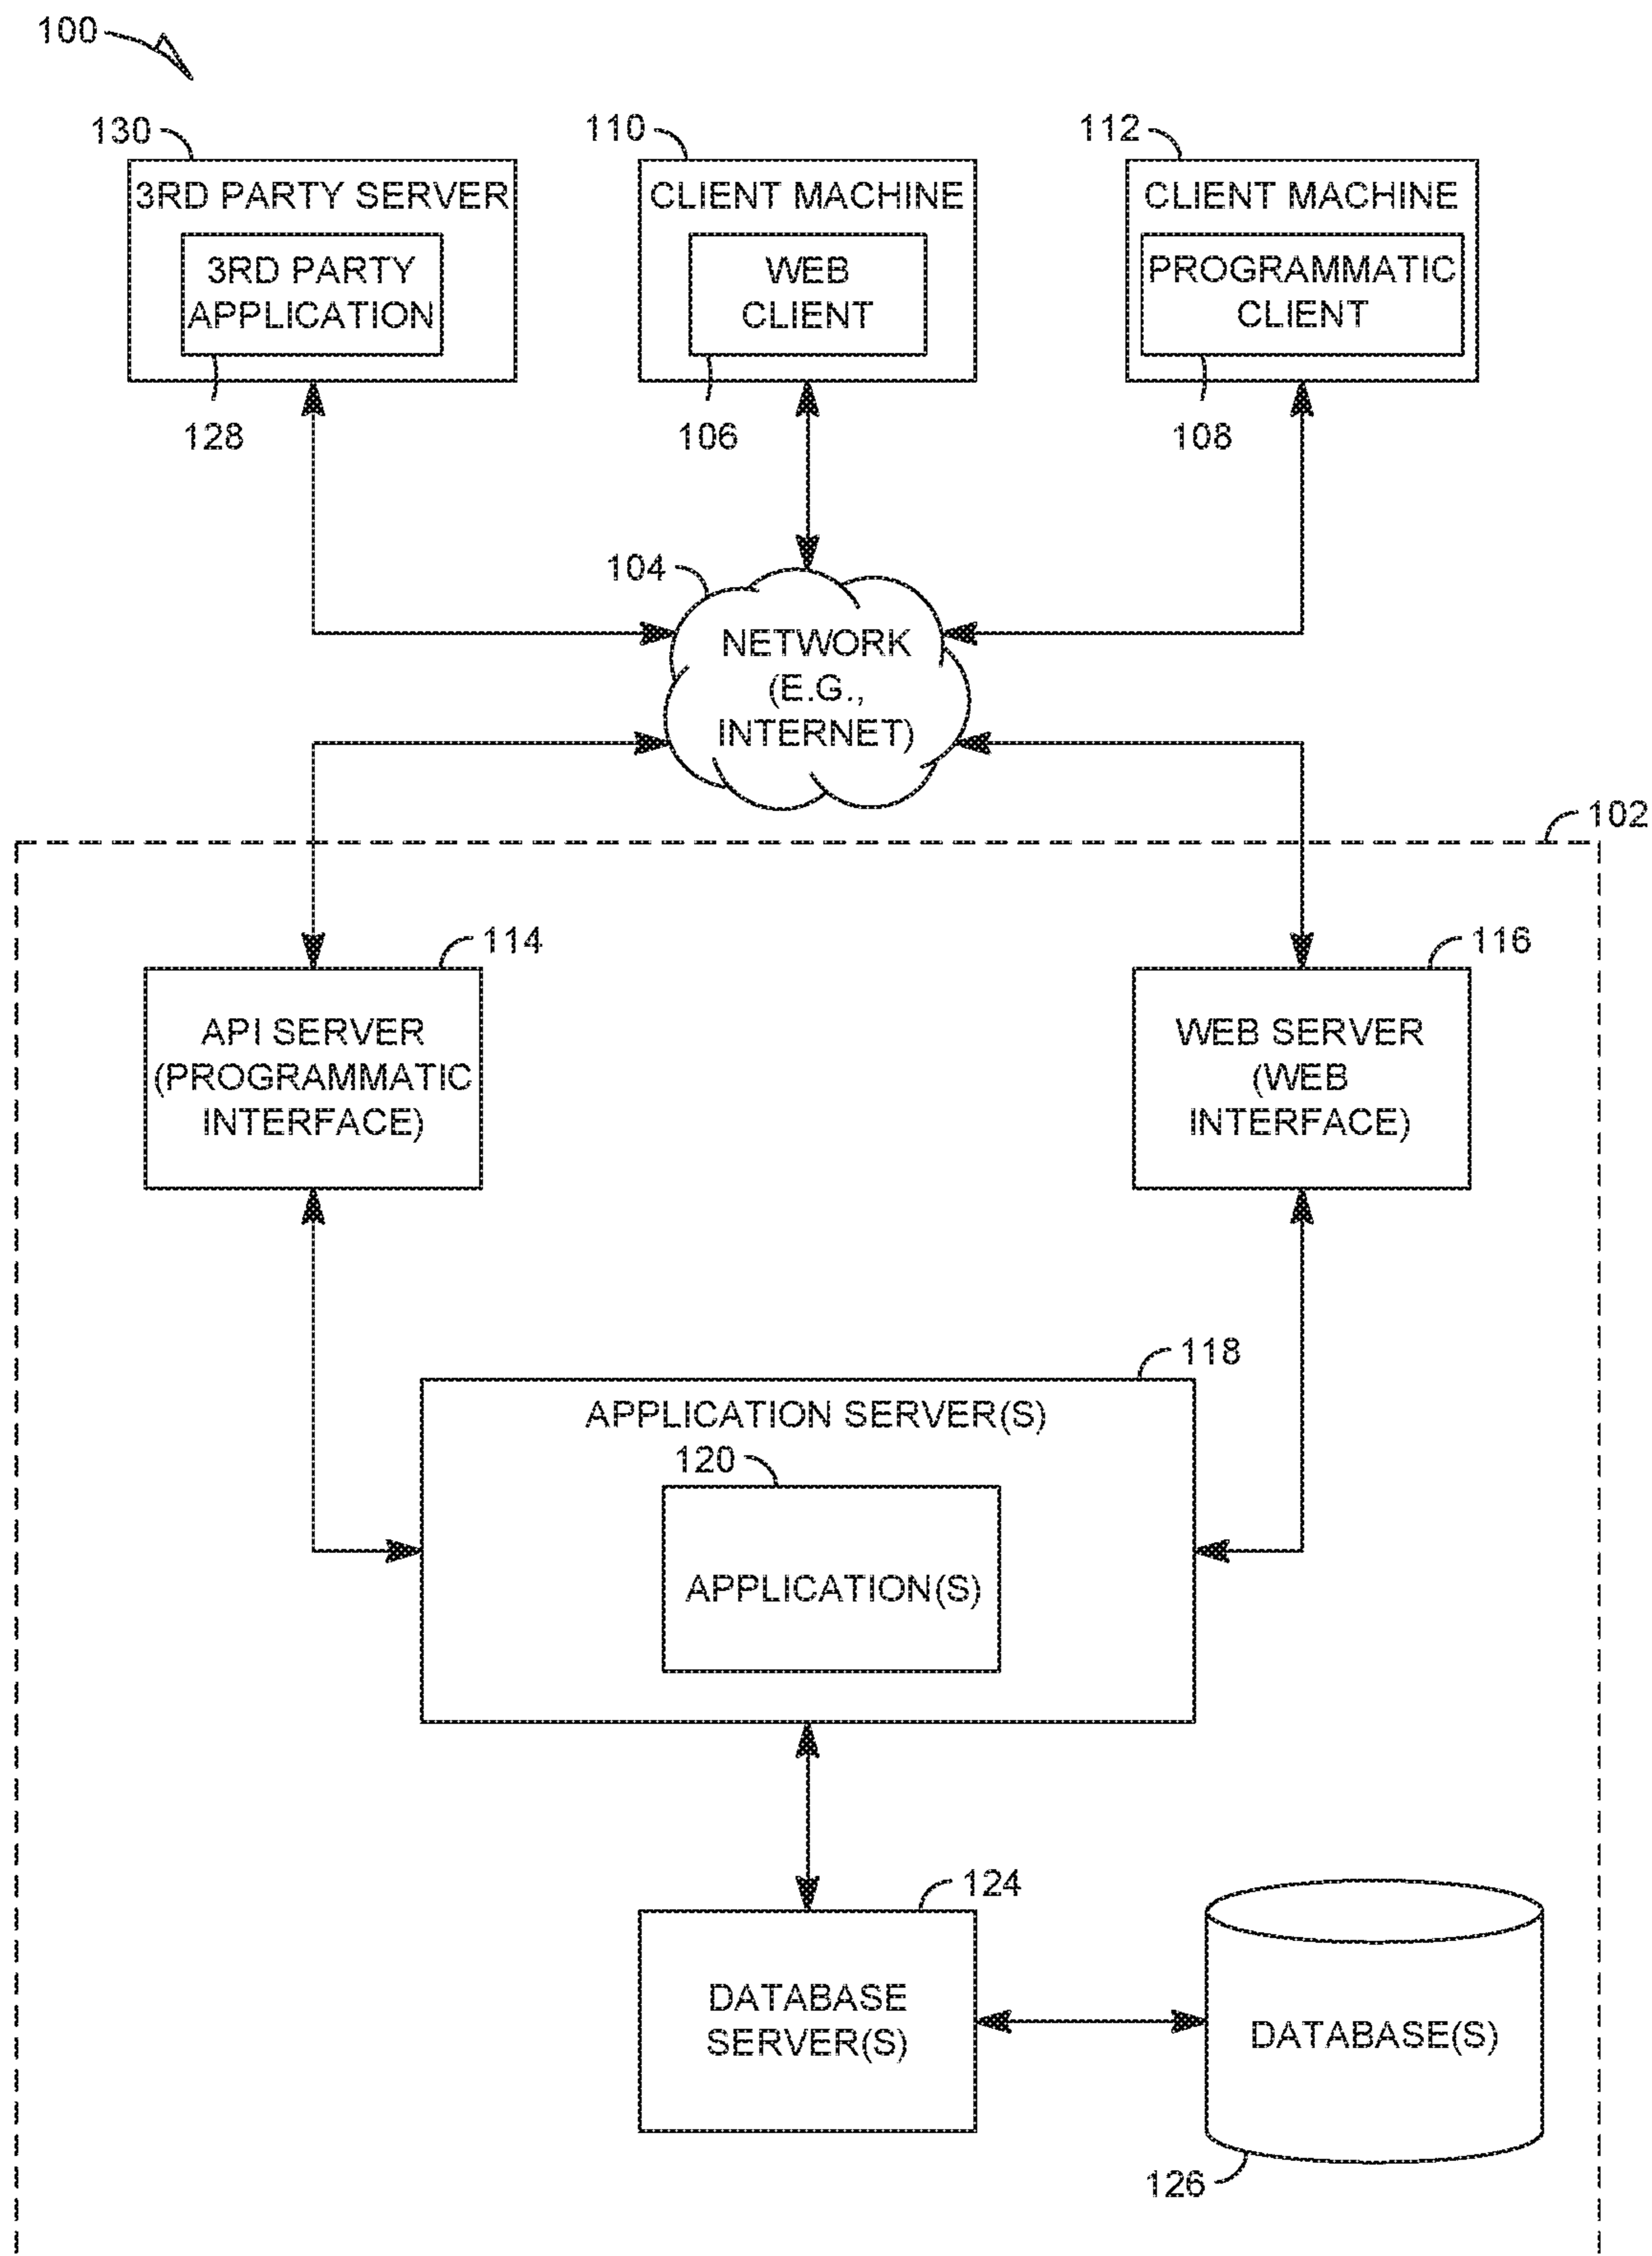 100
130
110
112
3RD PARTY SERVER
CLIENT MACHINE
CLIENT MACHINE
3RD PARTY
APPLICATION
WEB
CLIENT
PROGRAMMATIC
CLIENT
128
106
108
104
NETWORK
(E.G.,
INTERNET)
102
114
116
API SERVER
(PROGRAMMATIC
INTERFACE)
WEB SERVER
(WEB
INTERFACE)
118
APPLICATION SERVER(S)
120
APPLICATION(S)
124
DATABASE
SERVER(S)
DATABASE(S)
126